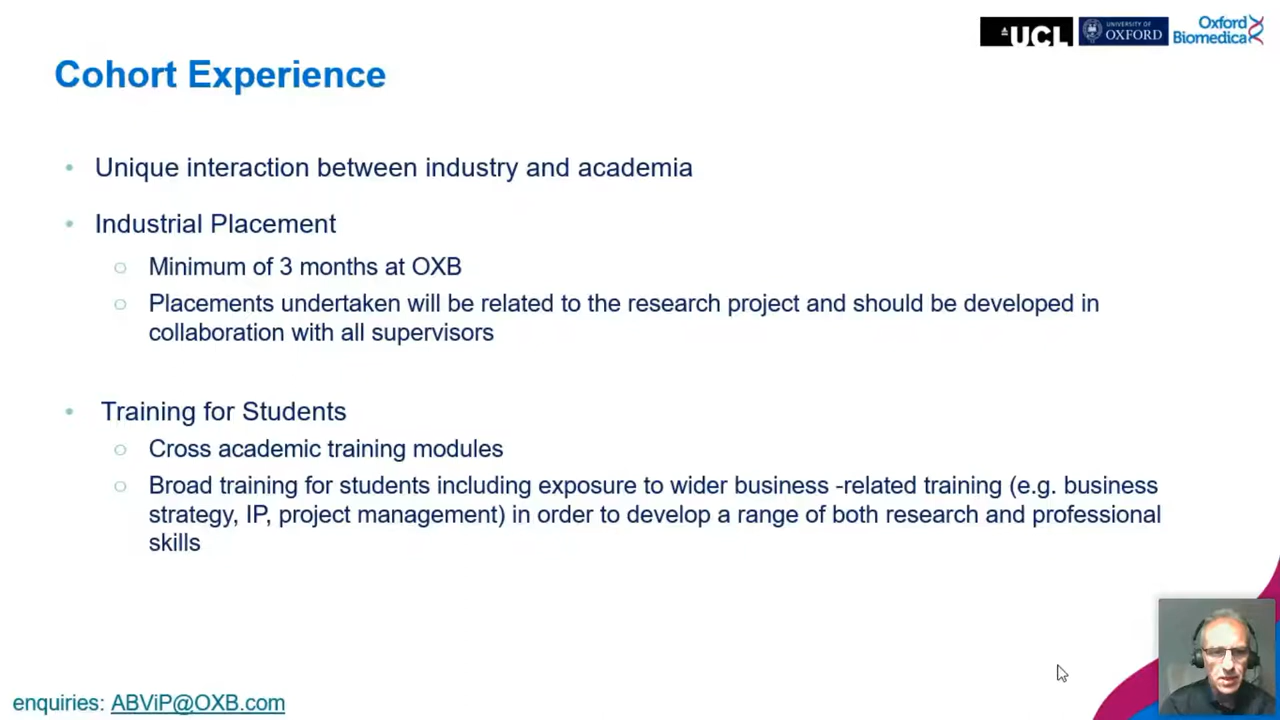 UCL
UNIVERSITY OF
OXFORD
Oxford
Biomedica
Cohort Experience
• Unique interaction between industry and academia
• Industrial Placement
○ Minimum of 3 months at OXB
○ Placements undertaken will be related to the research project and should be developed in
collaboration with all supervisors
• Training for Students
○ Cross academic training modules
○ Broad training for students including exposure to wider business -related training (e.g. business
strategy, IP, project management) in order to develop a range of both research and professional
skills
enquiries: ABViP@OXB.com